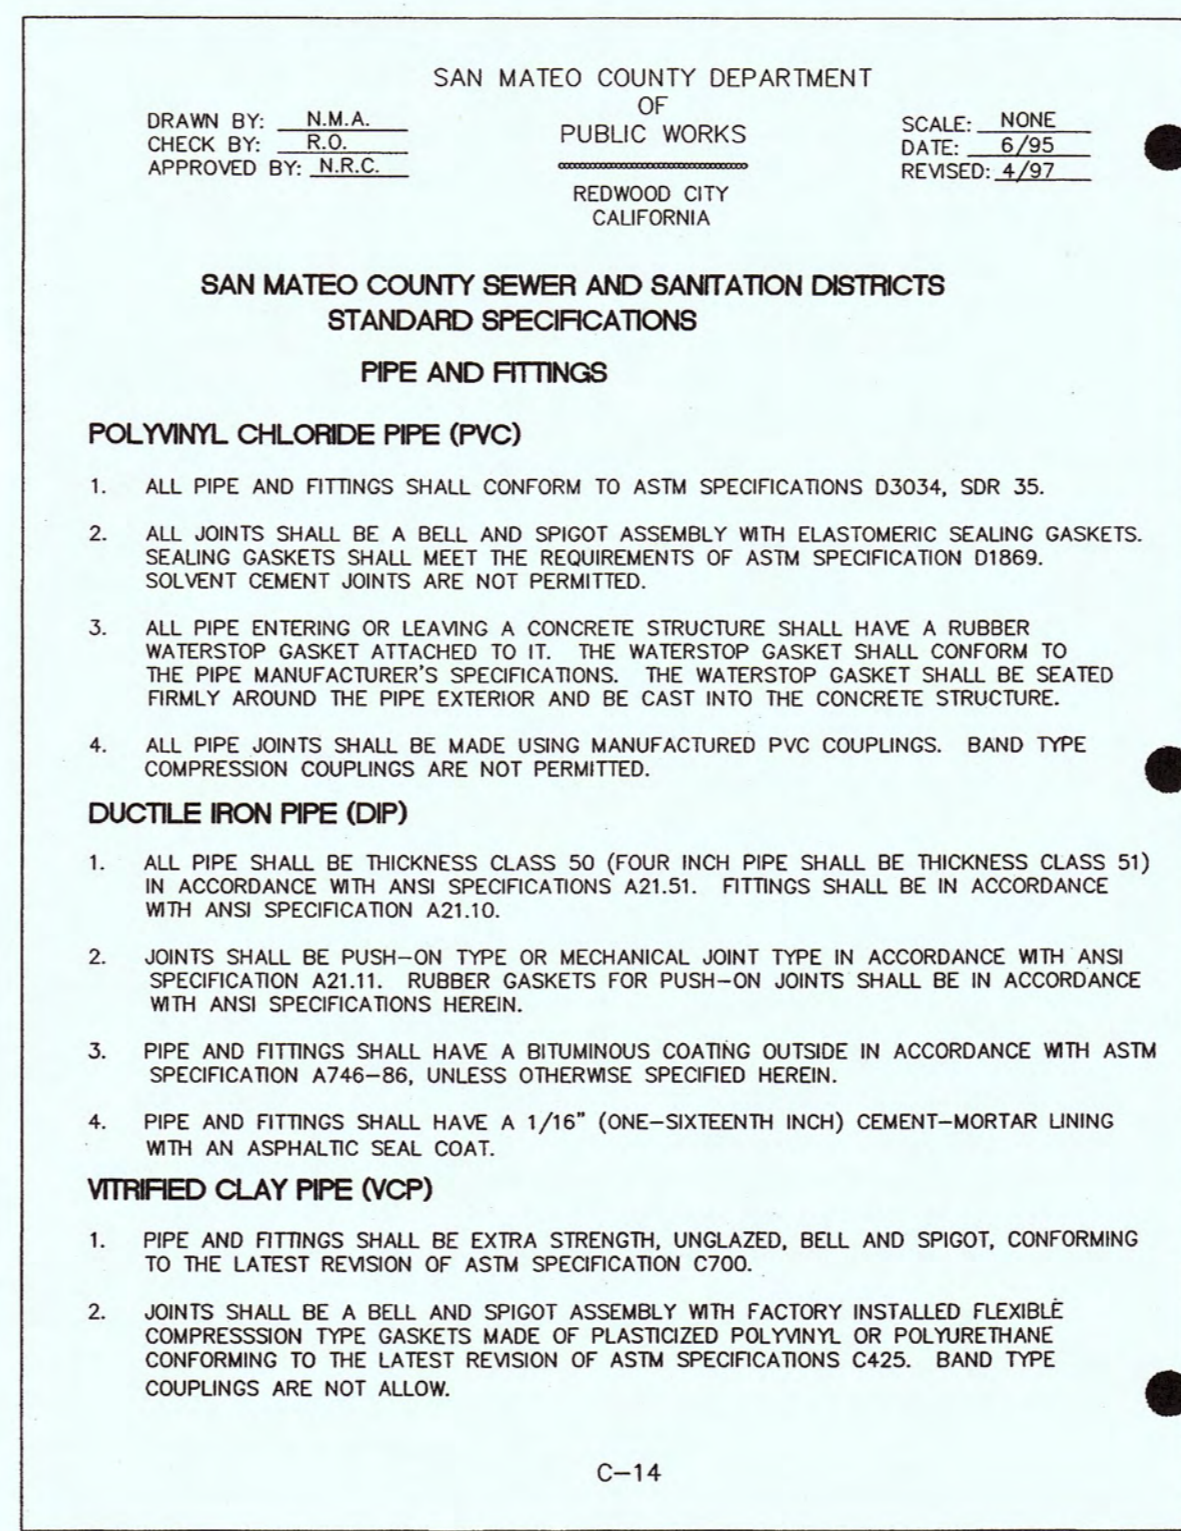 SAN MATEO COUNTY DEPARTMENT
OF
PUBLIC WORKS
REDWOOD CITY
CALIFORNIA
DRAWN BY: N.M.A.
CHECK BY: R.O.
APPROVED BY: N.R.C.
SCALE: NONE
DATE: 6/95
REVISED: 4/97
SAN MATEO COUNTY SEWER AND SANITATION DISTRICTS
STANDARD SPECIFICATIONS
PIPE AND FITTINGS
POLYVINYL CHLORIDE PIPE (PVC)
1. ALL PIPE AND FITTINGS SHALL CONFORM TO ASTM SPECIFICATIONS D3034, SDR 35.
2. ALL JOINTS SHALL BE A BELL AND SPIGOT ASSEMBLY WITH ELASTOMERIC SEALING GASKETS.
SEALING GASKETS SHALL MEET THE REQUIREMENTS OF ASTM SPECIFICATION D1869.
SOLVENT CEMENT JOINTS ARE NOT PERMITTED.
3. ALL PIPE ENTERING OR LEAVING A CONCRETE STRUCTURE SHALL HAVE A RUBBER
WATERSTOP GASKET ATTACHED TO IT. THE WATERSTOP GASKET SHALL CONFORM TO
THE PIPE MANUFACTURER'S SPECIFICATIONS. THE WATERSTOP GASKET SHALL BE SEATED
FIRMLY AROUND THE PIPE EXTERIOR AND BE CAST INTO THE CONCRETE STRUCTURE.
4. ALL PIPE JOINTS SHALL BE MADE USING MANUFACTURED PVC COUPLINGS. BAND TYPE
COMPRESSION COUPLINGS ARE NOT PERMITTED.
DUCTILE IRON PIPE (DIP)
1. ALL PIPE SHALL BE THICKNESS CLASS 50 (FOUR INCH PIPE SHALL BE THICKNESS CLASS 51)
IN ACCORDANCE WITH ANSI SPECIFICATIONS A21.51. FITTINGS SHALL BE IN ACCORDANCE
WITH ANSI SPECIFICATION A21.10.
2. JOINTS SHALL BE PUSH-ON TYPE OR MECHANICAL JOINT TYPE IN ACCORDANCE WITH ANSI
SPECIFICATION A21.11. RUBBER GASKETS FOR PUSH-ON JOINTS SHALL BE IN ACCORDANCE
WITH ANSI SPECIFICATIONS HEREIN.
3. PIPE AND FITTINGS SHALL HAVE A BITUMINOUS COATING OUTSIDE IN ACCORDANCE WITH ASTM
SPECIFICATION A746-86, UNLESS OTHERWISE SPECIFIED HEREIN.
4. PIPE AND FITTINGS SHALL HAVE A 1/16" (ONE-SIXTEENTH INCH) CEMENT-MORTAR LINING
WITH AN ASPHALTIC SEAL COAT.
VITRIFIED CLAY PIPE (VCP)
1. PIPE AND FITTINGS SHALL BE EXTRA STRENGTH, UNGLAZED, BELL AND SPIGOT, CONFORMING
TO THE LATEST REVISION OF ASTM SPECIFICATION C700.
2. JOINTS SHALL BE A BELL AND SPIGOT ASSEMBLY WITH FACTORY INSTALLED FLEXIBLE
COMPRESSSION TYPE GASKETS MADE OF PLASTICIZED POLYVINYL OR POLYURETHANE
CONFORMING TO THE LATEST REVISION OF ASTM SPECIFICATIONS C425. BAND TYPE
COUPLINGS ARE NOT ALLOW.
C-14